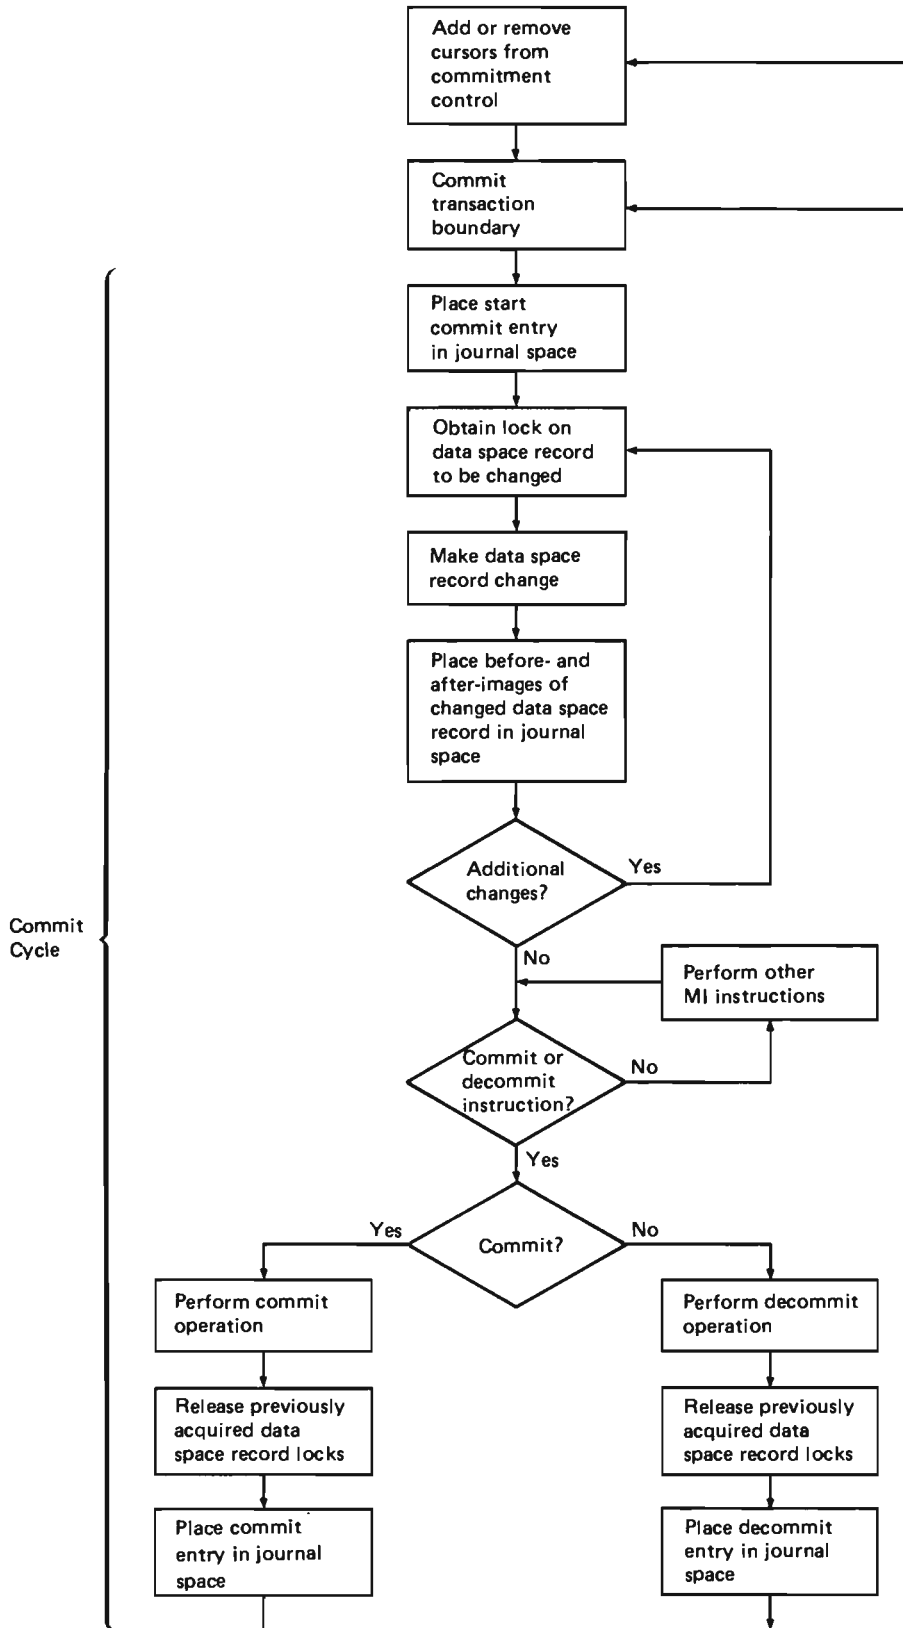 Add or remove
cursors from
commitment
control
Commit
transaction
boundary
Place start
commit entry
in journal space
Obtain lock on
data space record
to be changed
Make data space
record change
Place before- and
after-images of
changed data space
record in journal
space
Additional
changes?
Yes
Commit
Cycle
No
Perform other
MI instructions
Commit or
decommit
instruction?
No
Yes
Yes
Commit?
No
Perform commit
operation
Perform decommit
operation
Release previously
acquired data
space record locks
Release previously
acquired data
space record locks
Place commit
entry in journal
space
Place decommit
entry in journal
space